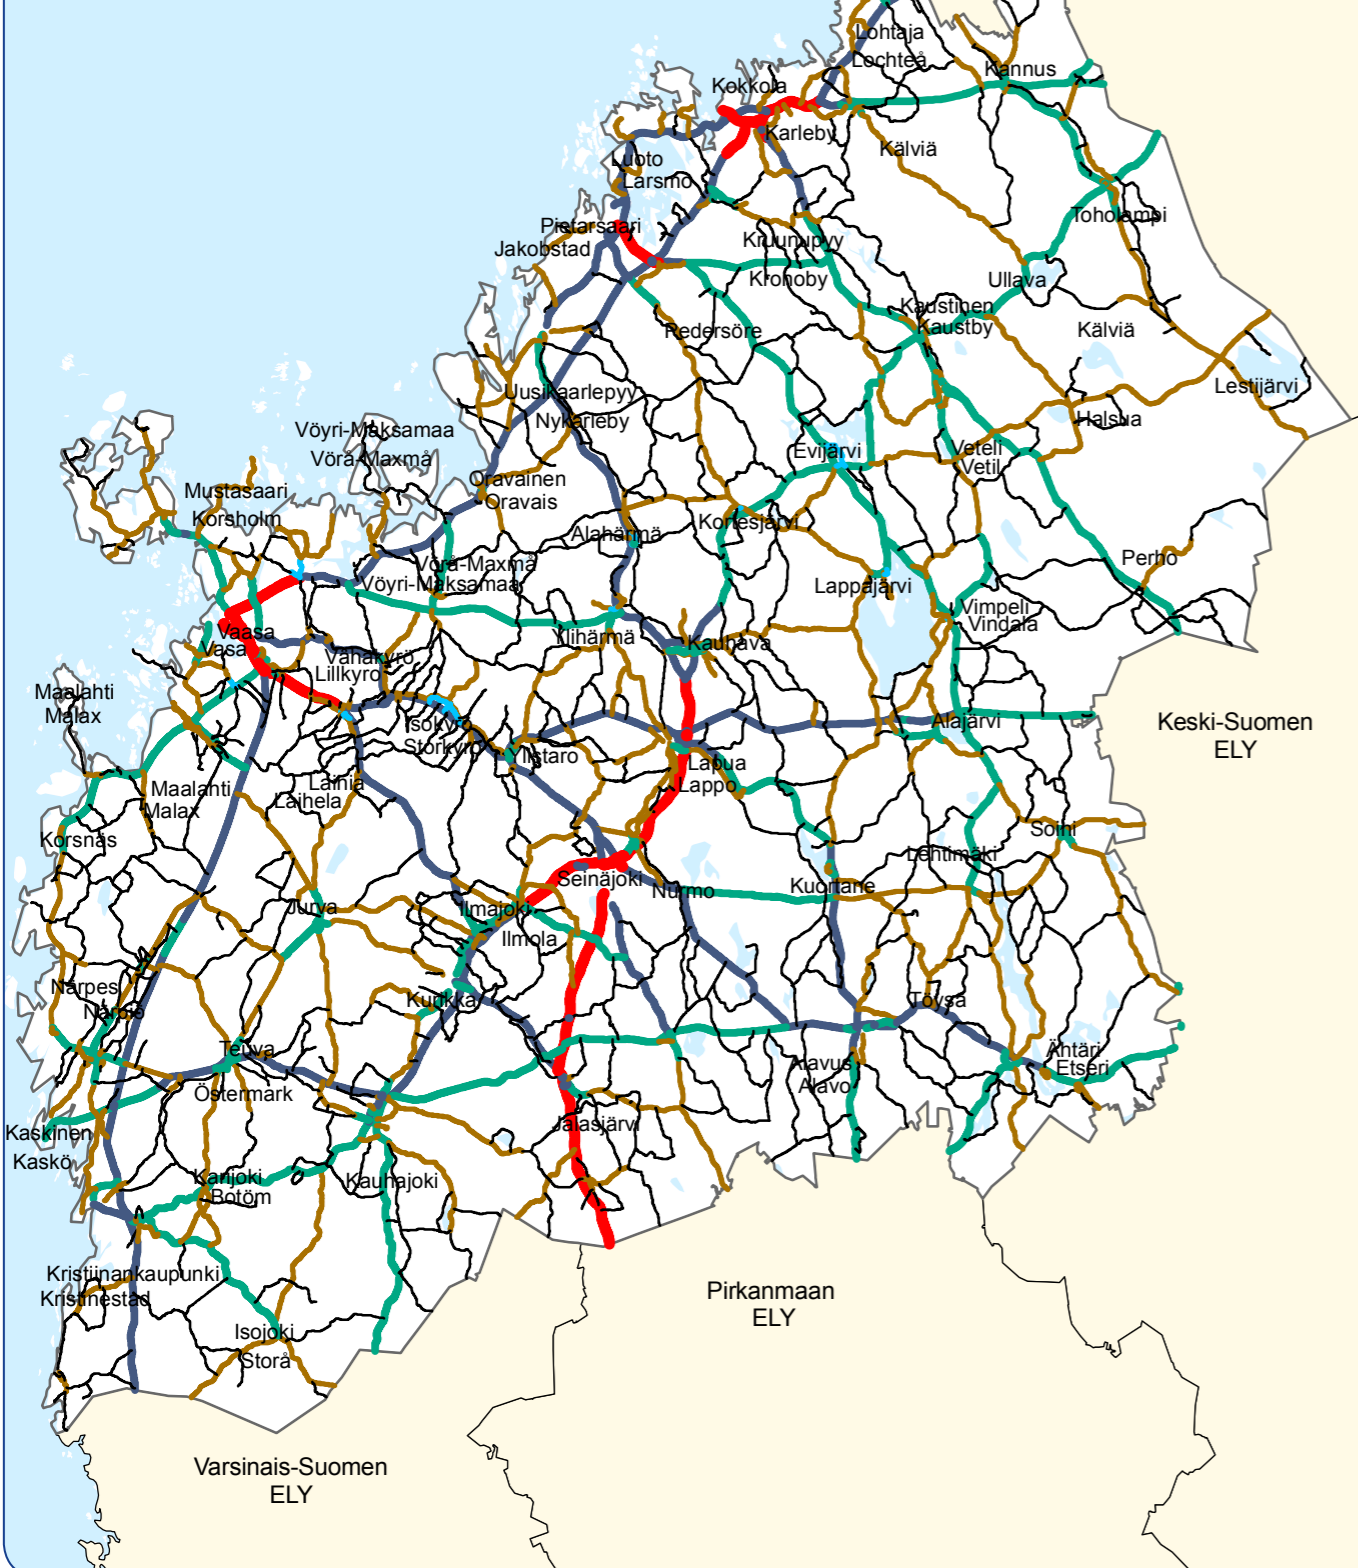 Lohtaja
Lochteå
Kannus
Kokkola
Karleby
Kälviä
Luoto
Larsmo
Toholampi
Pietarsaari
Jakobstad
Kruunupyy
Kronoby
Ullava
Kaustinen
Kaustby
Kälviä
Pedersöre
Lestijärvi
Uusikaarlepyy
Nykarleby
Halsua
Vöyri-Maksamaa
Vörå-Maxmå
Evijärvi
Veteli
Vetil
Oravainen
Oravais
Mustasaari
Korsholm
Kortesjärvi
Alahärmä
Perho
Vörå-Maxmå
Vöyri-Maksamaa
Lappajärvi
Vimpeli
Vindala
Vaasa
Vasa
Ylihärmä
Kauhava
Vähäkyrö
Lillkyro
Maalahti
Malax
Isokyrö
Storkyro
Alajärvi
Keski-Suomen
ELY
Ylistaro
Lapua
Lappo
Laihia
Laihela
Maalahti
Malax
Korsnäs
Soini
Lehtimäki
Seinäjoki
Nurmo
Kuortane
Jurva
Ilmajoki
Ilmola
Närpes
Närpiö
Kurikka
Töysä
Teuva
Östermark
Ähtäri
Etseri
Alavus
Alavo
Jalasjärvi
Kaskinen
Kaskö
Karijoki
Botöm
Kauhajoki
Kristiinankaupunki
Kristinestad
Pirkanmaan
ELY
Isojoki
Storå
Varsinais-Suomen
ELY